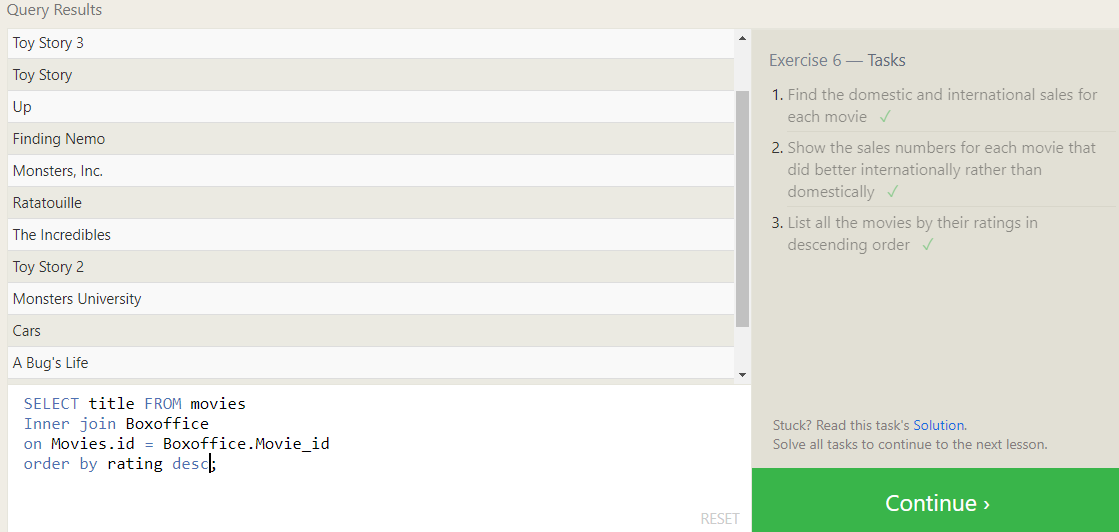 Query Results
Toy Story 3
Toy Story
Up
Finding Nemo
Monsters, Inc.
Ratatouille
The Incredibles
Toy Story 2
Monsters University
Cars
A Bug's Life
SELECT title FROM movies
Inner join Boxoffice
on Movies.id = Boxoffice.Movie_id
order by rating desc;
RESET
Exercise 6 — Tasks
1. Find the domestic and international sales for
each movie ✓
2. Show the sales numbers for each movie that
did better internationally rather than
domestically ✓
3. List all the movies by their ratings in
descending order ✓
Stuck? Read this task's Solution.
Solve all tasks to continue to the next lesson.
Continue ›